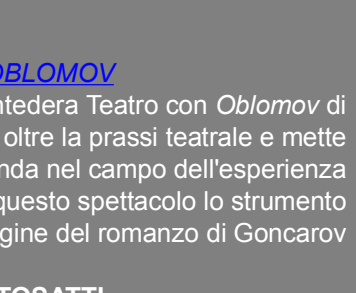 OBLOMOV
ntedera Teatro con Oblomov di
oltre la prassi teatrale e mette
nda nel campo dell'esperienza
questo spettacolo lo strumento
gine del romanzo di Goncarov